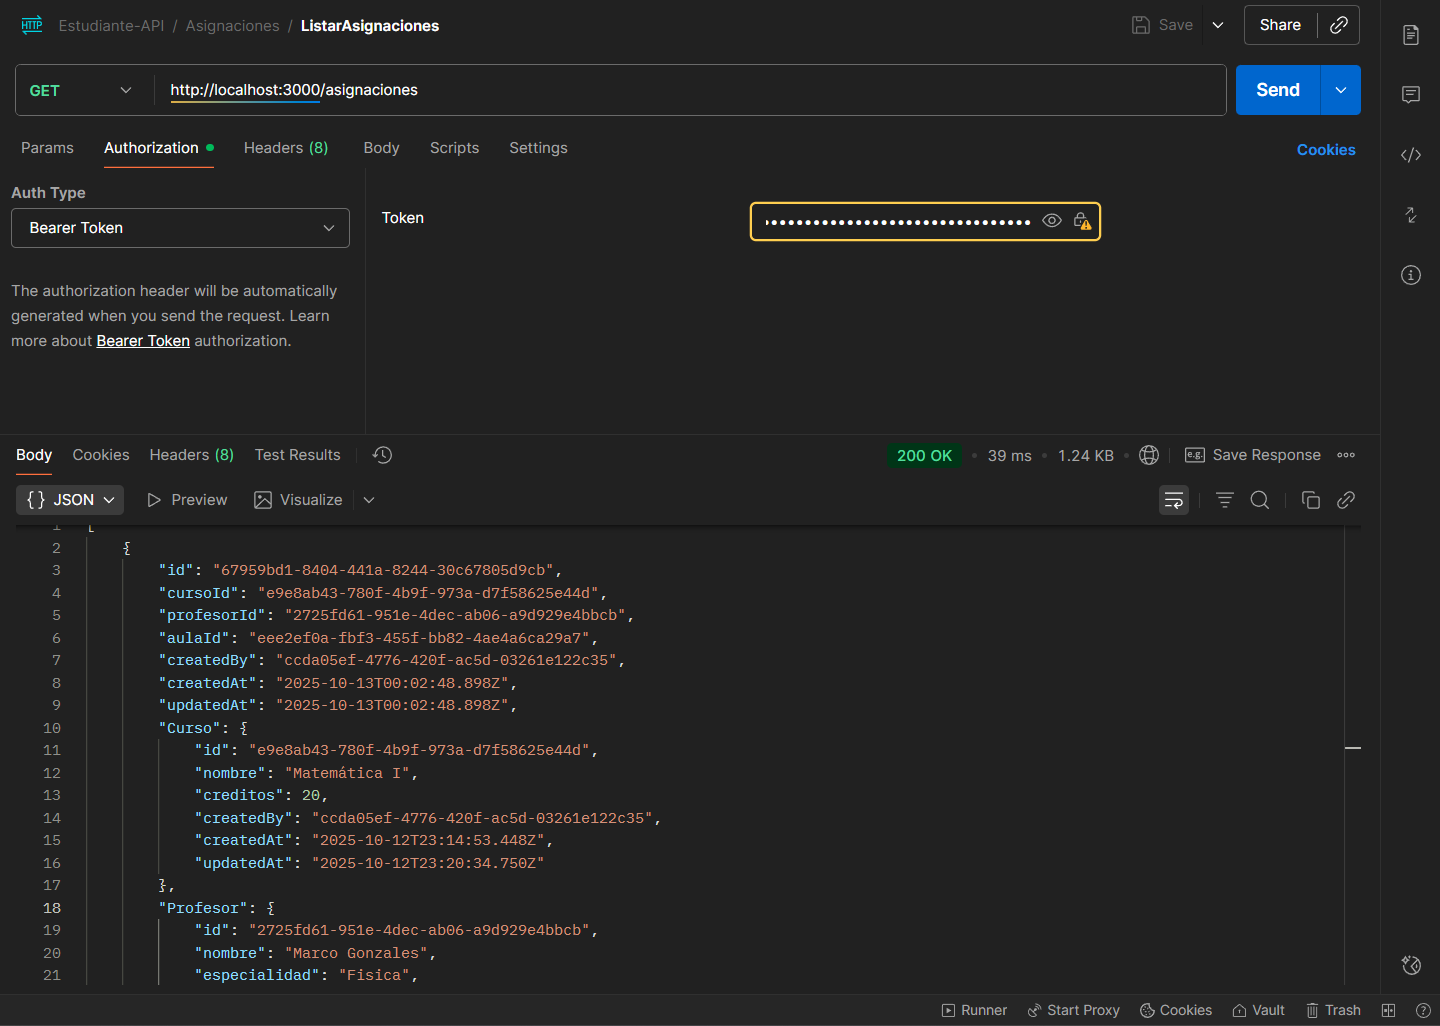 HTTP Estudiante-API / Asignaciones / ListarAsignaciones
Save
Share
GET
http://localhost:3000/asignaciones
Send
Params
Authorization
Headers (8)
Body
Scripts
Settings
Cookies
Auth Type
Bearer Token
The authorization header will be automatically
generated when you send the request. Learn
more about Bearer Token authorization.
Token
Body
Cookies
Headers (8)
Test Results
200 OK
39 ms
1.24 KB
e.g.
Save Response
{} JSON
Preview
Visualize
1 [
2 {
3 "id": "67959bd1-8404-441a-8244-30c67805d9cb",
4 "cursoId": "e9e8ab43-780f-4b9f-973a-d7f58625e44d",
5 "profesorId": "2725fd61-951e-4dec-ab06-a9d929e4bbcb",
6 "aulaId": "eee2ef0a-fbf3-455f-bb82-4ae4a6ca29a7",
7 "createdBy": "ccda05ef-4776-420f-ac5d-03261e122c35",
8 "createdAt": "2025-10-13T00:02:48.898Z",
9 "updatedAt": "2025-10-13T00:02:48.898Z",
10 "Curso": {
11 "id": "e9e8ab43-780f-4b9f-973a-d7f58625e44d",
12 "nombre": "Matemática I",
13 "creditos": 20,
14 "createdBy": "ccda05ef-4776-420f-ac5d-03261e122c35",
15 "createdAt": "2025-10-12T23:14:53.448Z",
16 "updatedAt": "2025-10-12T23:20:34.750Z"
17 },
18 "Profesor": {
19 "id": "2725fd61-951e-4dec-ab06-a9d929e4bbcb",
20 "nombre": "Marco Gonzales",
21 "especialidad": "Fisica",
Runner
Start Proxy
Cookies
Vault
Trash